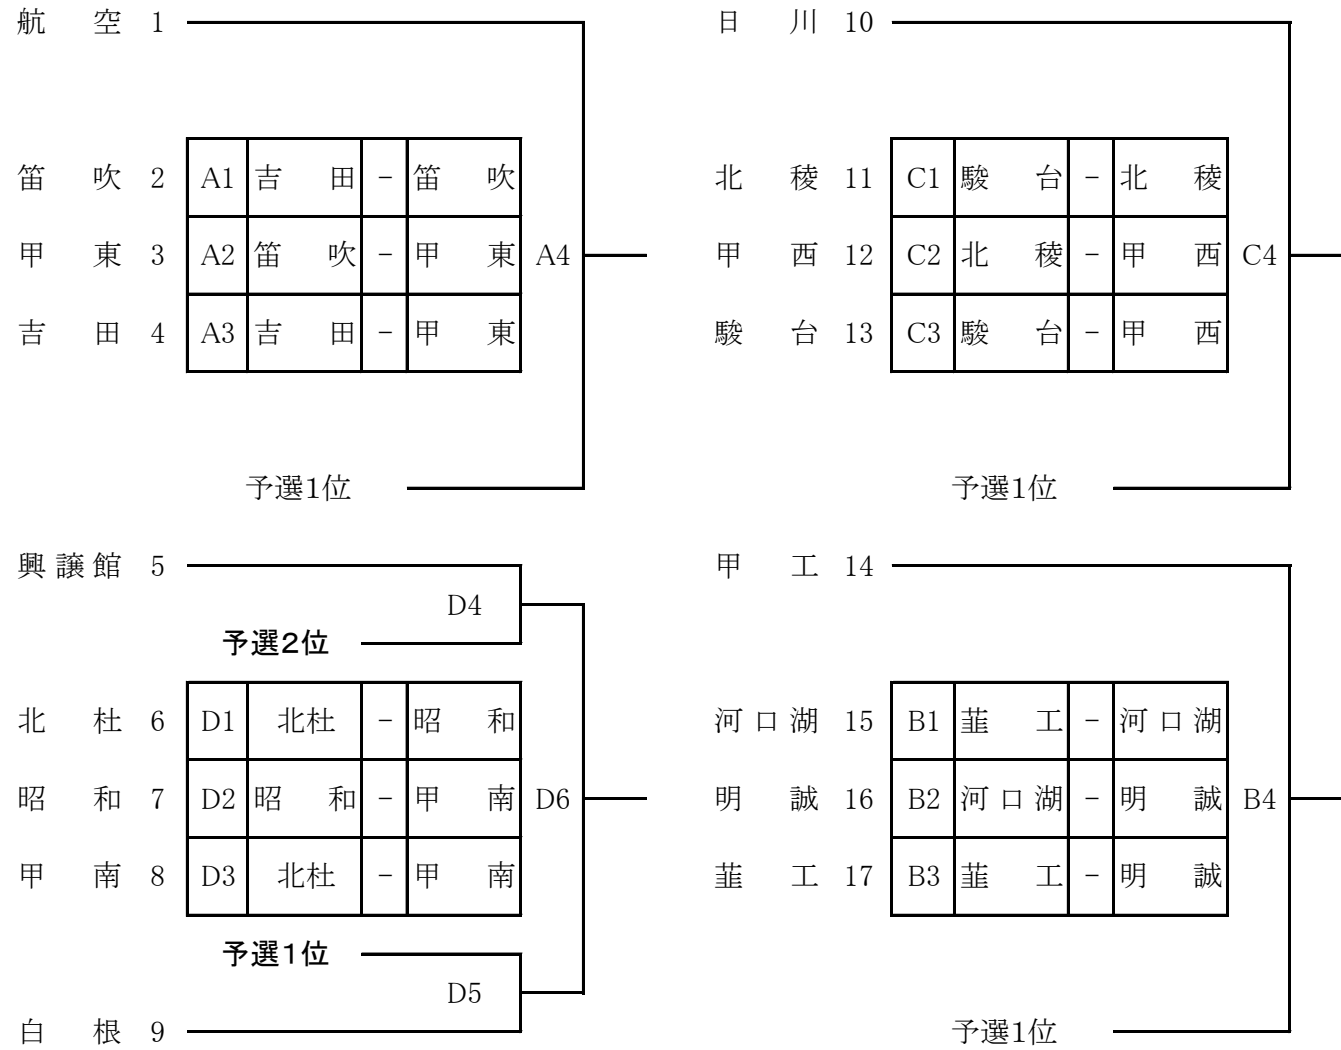 航空 1
笛吹 2 A1 吉田 - 笛吹
甲東 3 A2 笛吹 - 甲東 A4
吉田 4 A3 吉田 - 甲東
予選1位
興譲館 5
D4
予選2位
北杜 6 D1 北杜 - 昭和
昭和 7 D2 昭和 - 甲南 D6
甲南 8 D3 北杜 - 甲南
予選1位
D5
白根 9
日川 10
北稜 11 C1 駿台 - 北稜
甲西 12 C2 北稜 - 甲西 C4
駿台 13 C3 駿台 - 甲西
予選1位
甲工 14
河口湖 15 B1 韮工 - 河口湖
明誠 16 B2 河口湖 - 明誠 B4
韮工 17 B3 韮工 - 明誠
予選1位